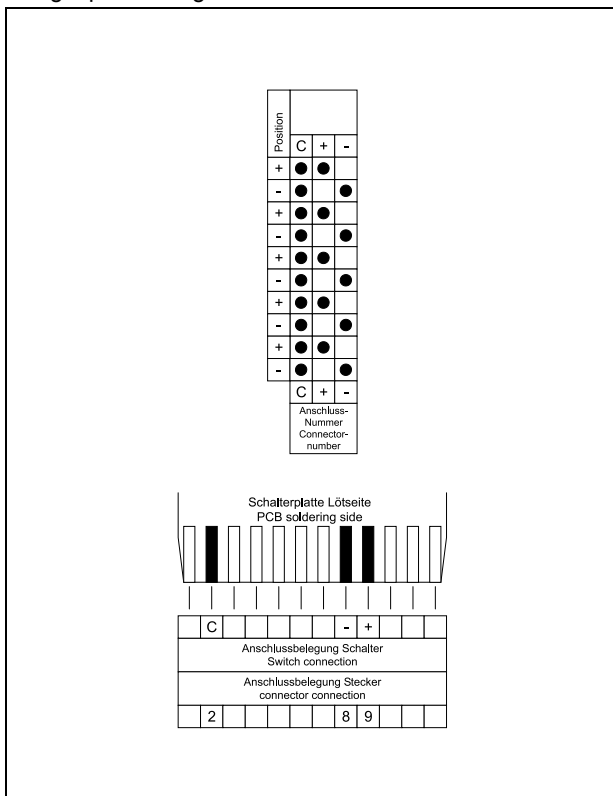 Position
C + -
+
-
+
-
+
-
+
-
+
-
C + -
Anschluss-
Nummer
Connector-
number
Schalterplatte Lötseite
PCB soldering side
C - +
Anschlussbelegung Schalter
Switch connection
Anschlussbelegung Stecker
connector connection
2 8 9